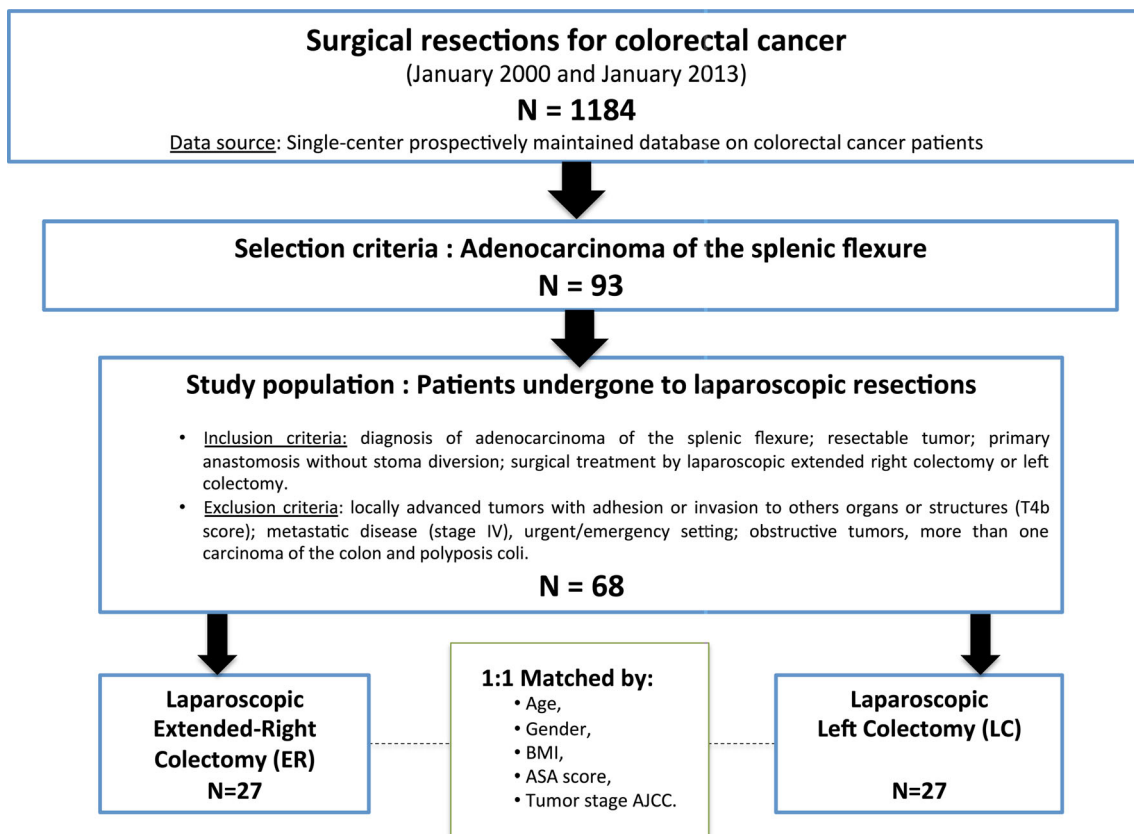 Surgical resections for colorectal cancer
(January 2000 and January 2013)
N = 1184
Data source: Single-center prospectively maintained database on colorectal cancer patients
Selection criteria : Adenocarcinoma of the splenic flexure
N = 93
Study population : Patients undergone to laparoscopic resections
• Inclusion criteria: diagnosis of adenocarcinoma of the splenic flexure; resectable tumor; primary
anastomosis without stoma diversion; surgical treatment by laparoscopic extended right colectomy or left
colectomy.
• Exclusion criteria: locally advanced tumors with adhesion or invasion to others organs or structures (T4b
score); metastatic disease (stage IV), urgent/emergency setting; obstructive tumors, more than one
carcinoma of the colon and polyposis coli.
N = 68
Laparoscopic
Extended-Right
Colectomy (ER)
N=27
1:1 Matched by:
• Age,
• Gender,
• BMI,
• ASA score,
• Tumor stage AJCC.
Laparoscopic
Left Colectomy (LC)
N=27